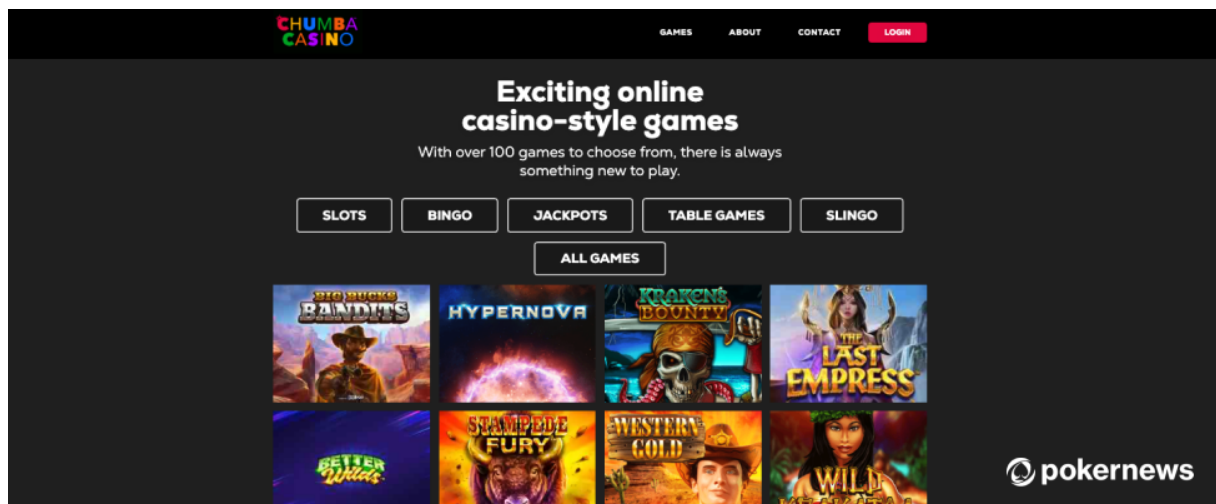 CHUMBA
CASINO
GAMES
ABOUT
CONTACT
LOGIN
Exciting online
casino-style games
With over 100 games to choose from, there is always
something new to play.
SLOTS
BINGO
JACKPOTS
TABLE GAMES
SLINGO
ALL GAMES
BIG BUCKS
BANDITS
HYPERNOVA
KRAKEN'S
BOUNTY
THE
LAST
EMPRESS
BETTER
Wilds
STAMPEDE
FURY
WESTERN
GOLD
WILD
pokernews